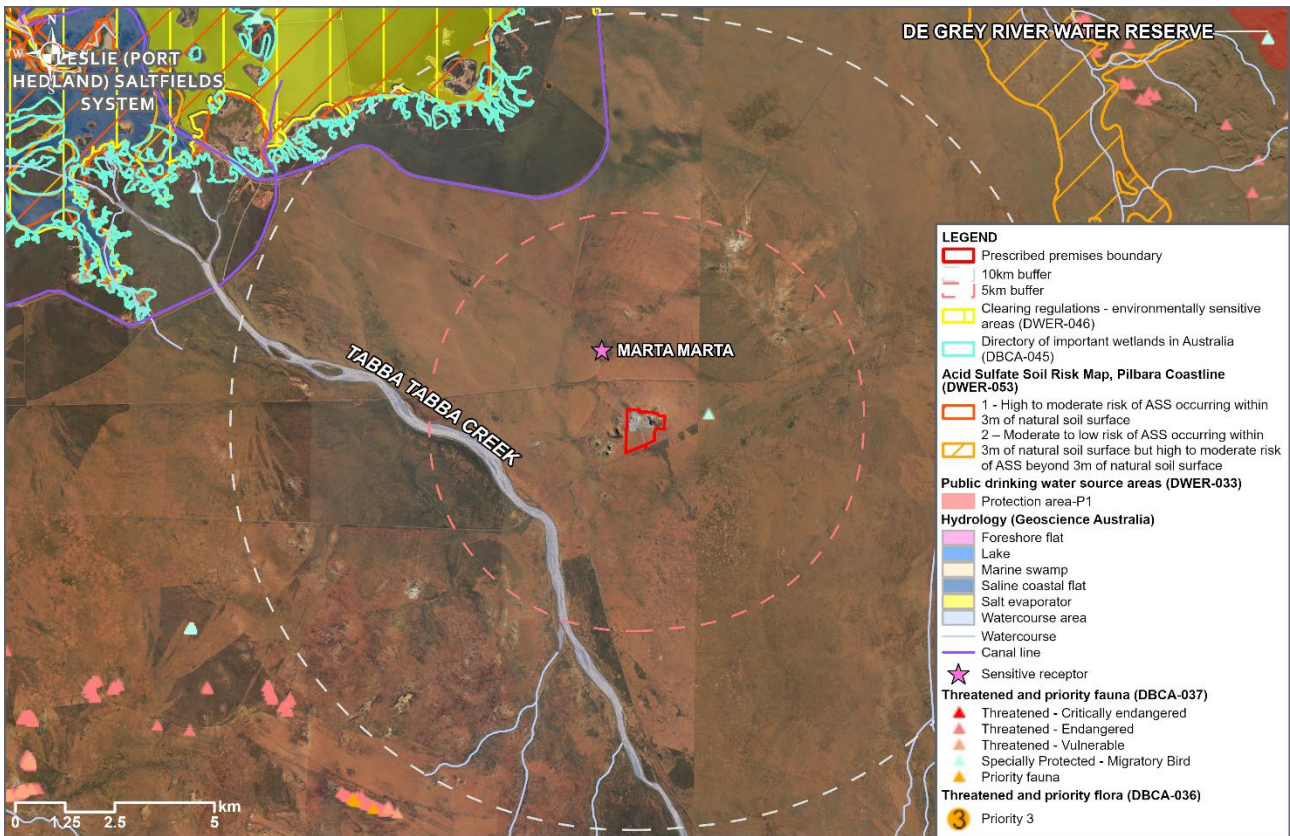 N
W
S
LESLIE (PORT
HEDLAND) SALTFIELDS
SYSTEM
DE GREY RIVER WATER RESERVE
MARTA MARTA
TABBA TABBA CREEK
LEGEND
Prescribed premises boundary
10km buffer
5km buffer
Clearing regulations - environmentally sensitive
areas (DWER-046)
Directory of important wetlands in Australia
(DBCA-045)
Acid Sulfate Soil Risk Map, Pilbara Coastline
(DWER-053)
1 - High to moderate risk of ASS occurring within
3m of natural soil surface
2 – Moderate to low risk of ASS occurring within
3m of natural soil surface but high to moderate risk
of ASS beyond 3m of natural soil surface
Public drinking water source areas (DWER-033)
Protection area-P1
Hydrology (Geoscience Australia)
Foreshore flat
Lake
Marine swamp
Saline coastal flat
Salt evaporator
Watercourse area
Watercourse
Canal line
Sensitive receptor
Threatened and priority fauna (DBCA-037)
Threatened - Critically endangered
Threatened - Endangered
Threatened - Vulnerable
Specially Protected - Migratory Bird
Priority fauna
Threatened and priority flora (DBCA-036)
3 Priority 3
km
0 1.25 2.5 5